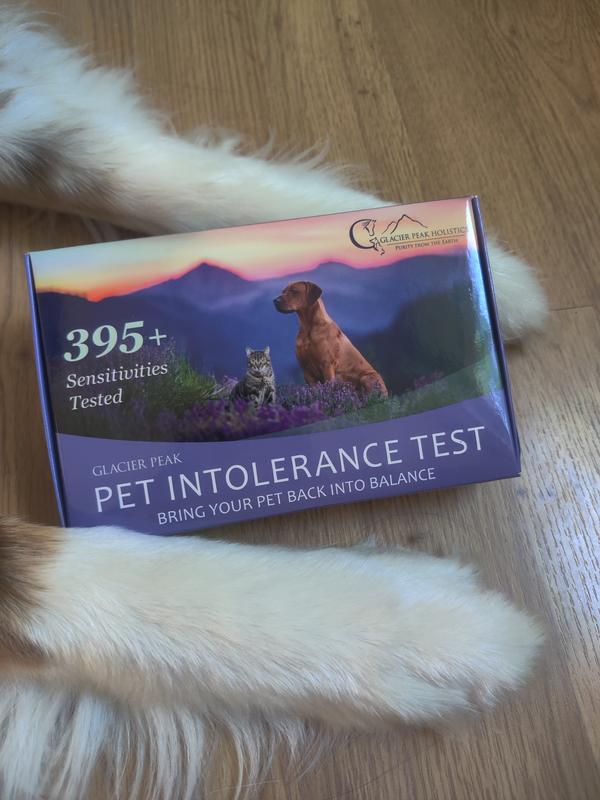 GLACIER PEAK HOLISTICS
PURITY FROM THE EARTH
395+
Sensitivities
Tested
GLACIER PEAK
PET INTOLERANCE TEST
BRING YOUR PET BACK INTO BALANCE